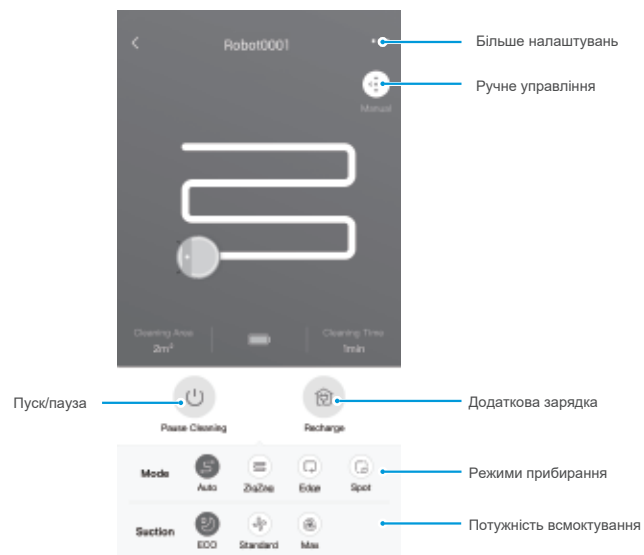 Robot0001
Більше налаштувань
Ручне управління
Manual
Cleaning Area
2m²
Cleaning Time
1min
Пуск/пауза
Pause Cleaning
Recharge
Додаткова зарядка
Mode
Auto
ZigZag
Edge
Spot
Режими прибирання
Suction
ECO
Standard
Max
Потужність всмоктування